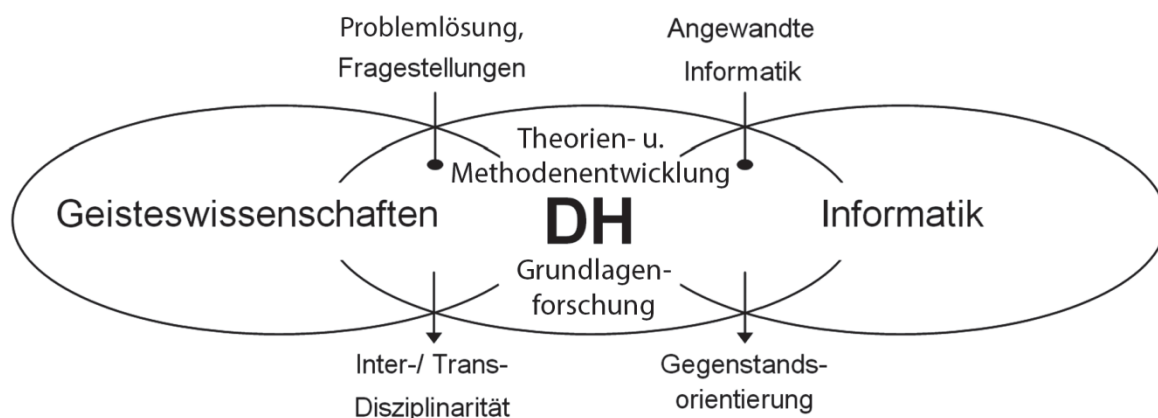 Problemlösung,
Fragestellungen
Angewandte
Informatik
Theorien- u.
Methodenentwicklung
Geisteswissenschaften
DH
Informatik
Grundlagen-
forschung
Inter-/ Trans-
Disziplinarität
Gegenstands-
orientierung